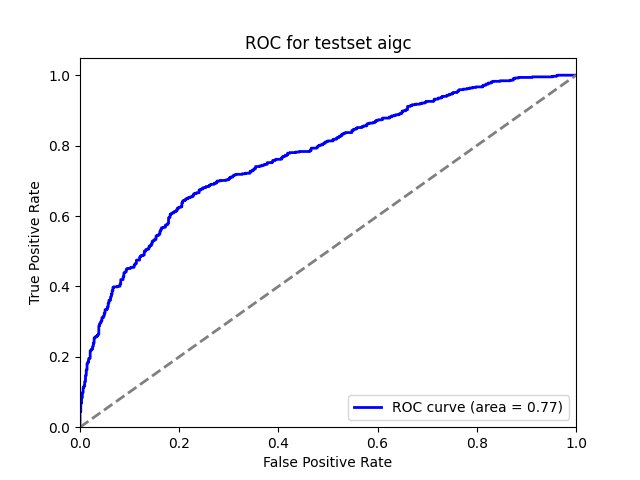 ROC for testset aigc
True Positive Rate
1.0
0.8
0.6
0.4
0.2
0.0
ROC curve (area = 0.77)
0.0 0.2 0.4 0.6 0.8 1.0
False Positive Rate